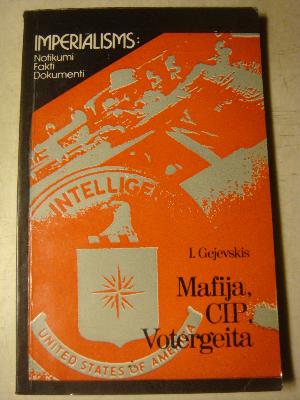 IMPERIALISMS:
Notikumi
Fakti
Dokumenti
INTELLIGE
I. Gejevskis
Mafija,
CIP,
Votergeita
UNITED STATES OF AMERICA